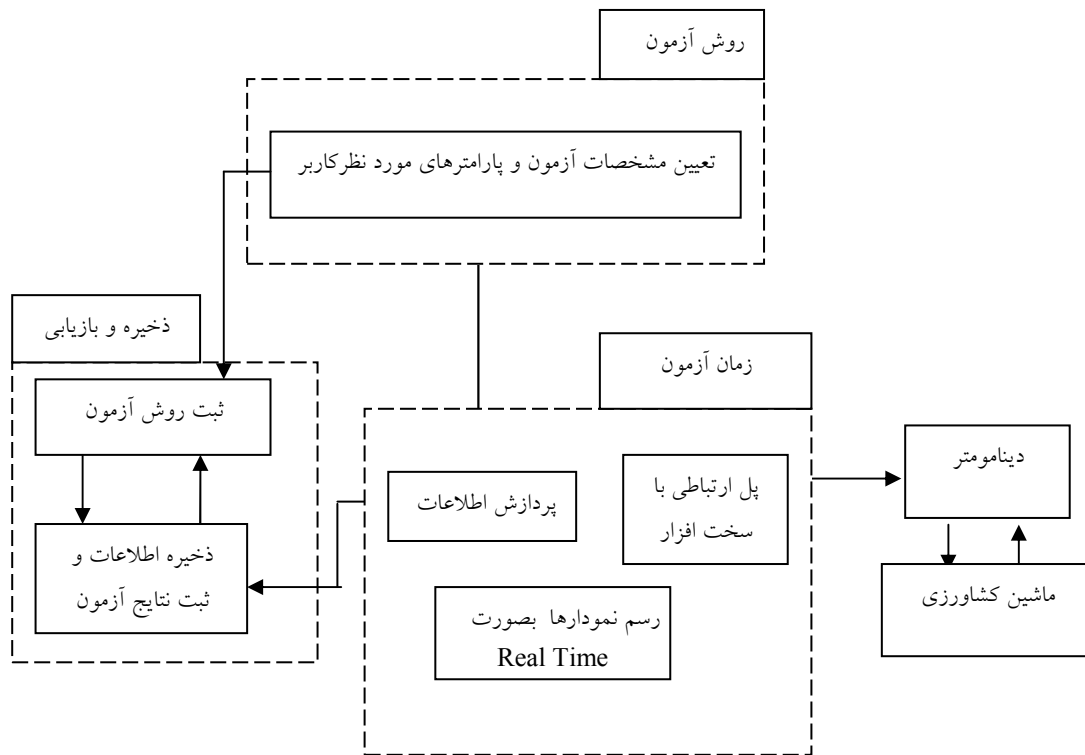 روش آزمون
تعیین مشخصات آزمون و پارامترهای مورد نظرکاربر
ذخیره و بازیابی
ثبت روش آزمون
ذخیره اطلاعات و
ثبت نتایج آزمون
زمان آزمون
پل ارتباطی با
سخت افزار
پردازش اطلاعات
رسم نمودارها بصورت
Real Time
دینامومتر
ماشین کشاورزی